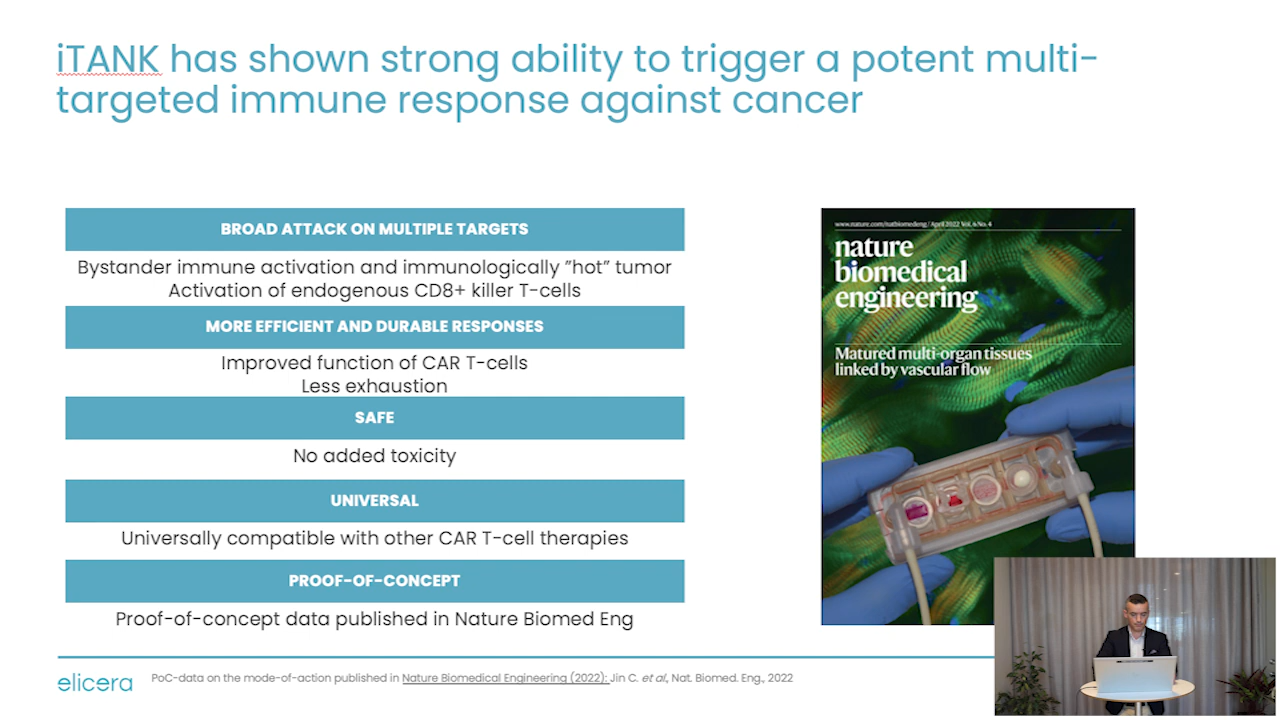 iTANK has shown strong ability to trigger a potent multi-
targeted immune response against cancer
BROAD ATTACK ON MULTIPLE TARGETS
Bystander immune activation and immunologically ”hot” tumor
Activation of endogenous CD8+ killer T-cells
MORE EFFICIENT AND DURABLE RESPONSES
Improved function of CAR T-cells
Less exhaustion
SAFE
No added toxicity
UNIVERSAL
Universally compatible with other CAR T-cell therapies
PROOF-OF-CONCEPT
Proof-of-concept data published in Nature Biomed Eng
www.nature.com/natbiomedeng / April 2022 Vol. 6 No. 4
nature
biomedical
engineering
Matured multi-organ tissues
linked by vascular flow
elicera
PoC-data on the mode-of-action published in Nature Biomedical Engineering (2022): Jin C. et al., Nat. Biomed. Eng., 2022